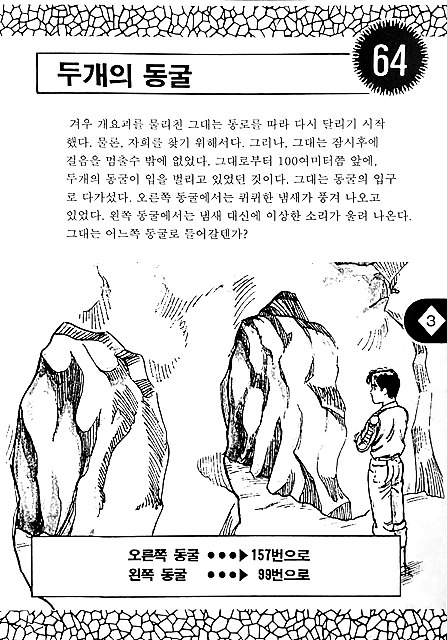 64
두개의 동굴
겨우 개요괴를 물리친 그대는 통로를 따라 다시 달리기 시작
했다. 물론, 자희를 찾기 위해서다. 그러나, 그대는 잠시후에
걸음을 멈출수 밖에 없었다. 그대로부터 100여미터쯤 앞에,
두개의 동굴이 입을 벌리고 있었던 것이다. 그대는 동굴의 입구
로 다가섰다. 오른쪽 동굴에서는 퀴퀴한 냄새가 풍겨 나오고
있었다. 왼쪽 동굴에서는 냄새 대신에 이상한 소리가 울려 나온다.
그대는 어느쪽 동굴로 들어갈텐가?
3
오른쪽 동굴 ●●●▶157번으로
왼쪽 동굴 ●●●▶ 99번으로